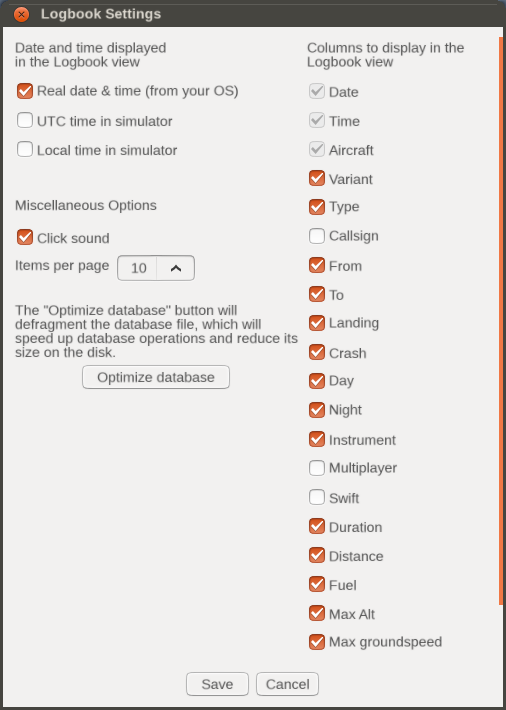 Logbook Settings
Date and time displayed
in the Logbook view
Real date & time (from your OS)
UTC time in simulator
Local time in simulator
Miscellaneous Options
Click sound
Items per page 10
The "Optimize database" button will
defragment the database file, which will
speed up database operations and reduce its
size on the disk.
Optimize database
Columns to display in the
Logbook view
Date
Time
Aircraft
Variant
Type
Callsign
From
To
Landing
Crash
Day
Night
Instrument
Multiplayer
Swift
Duration
Distance
Fuel
Max Alt
Max groundspeed
Save
Cancel